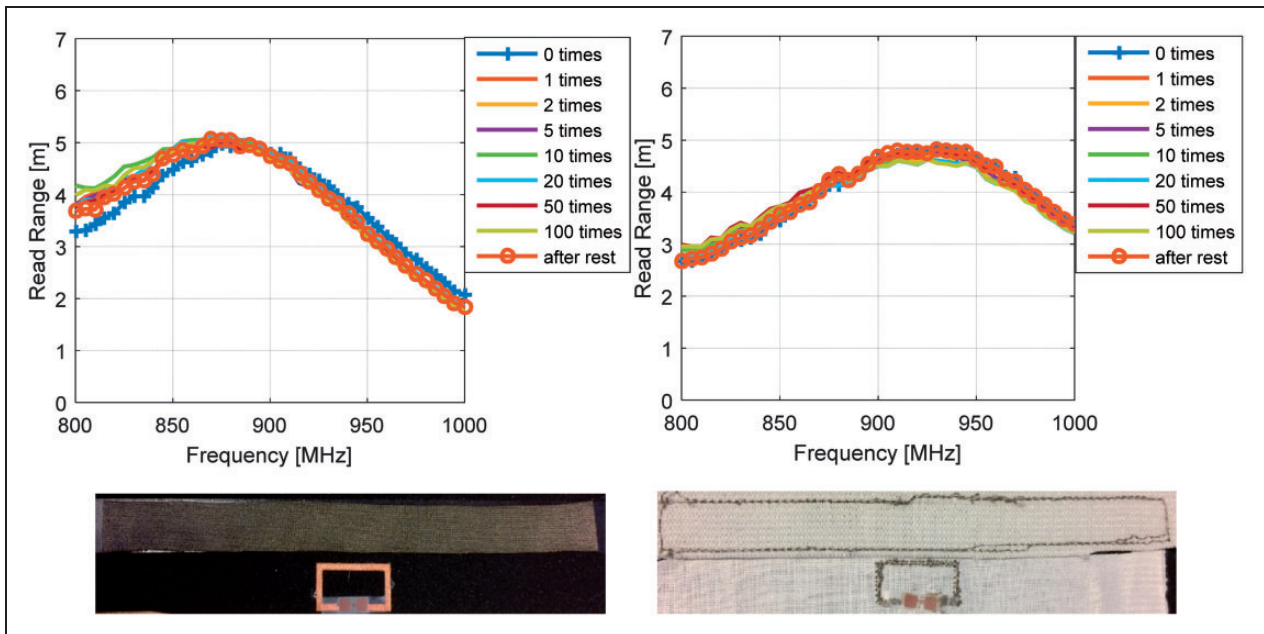 7
6
5
4
3
2
1
0
Read Range [m]
800
850
900
950
1000
Frequency [MHz]
0 times
1 times
2 times
5 times
10 times
20 times
50 times
100 times
after rest
7
6
5
4
3
2
1
0
Read Range [m]
800
850
900
950
1000
Frequency [MHz]
0 times
1 times
2 times
5 times
10 times
20 times
50 times
100 times
after rest